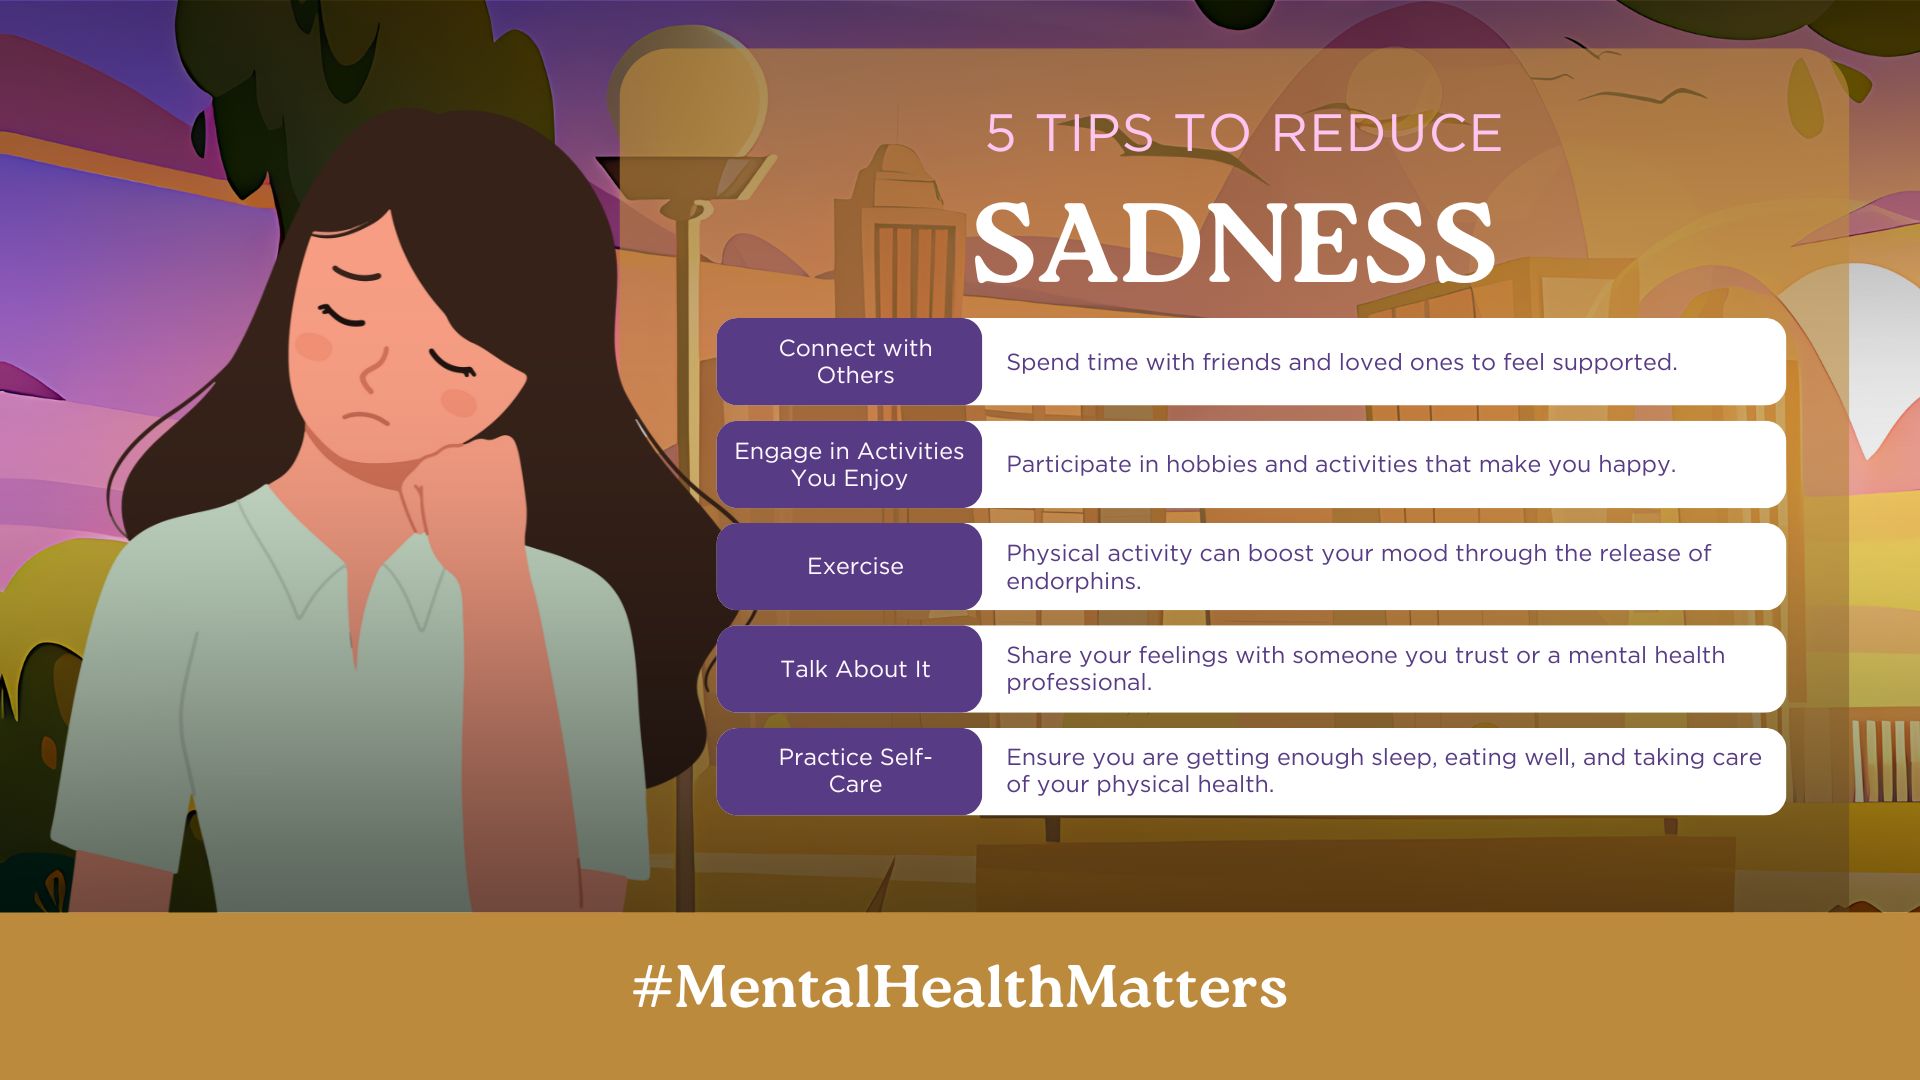 5 TIPS TO REDUCE
SADNESS
Connect with
Others
Spend time with friends and loved ones to feel supported.
Engage in Activities
You Enjoy
Participate in hobbies and activities that make you happy.
Exercise
Physical activity can boost your mood through the release of
endorphins.
Talk About It
Share your feelings with someone you trust or a mental health
professional.
Practice Self-
Care
Ensure you are getting enough sleep, eating well, and taking care
of your physical health.
#MentalHealthMatters